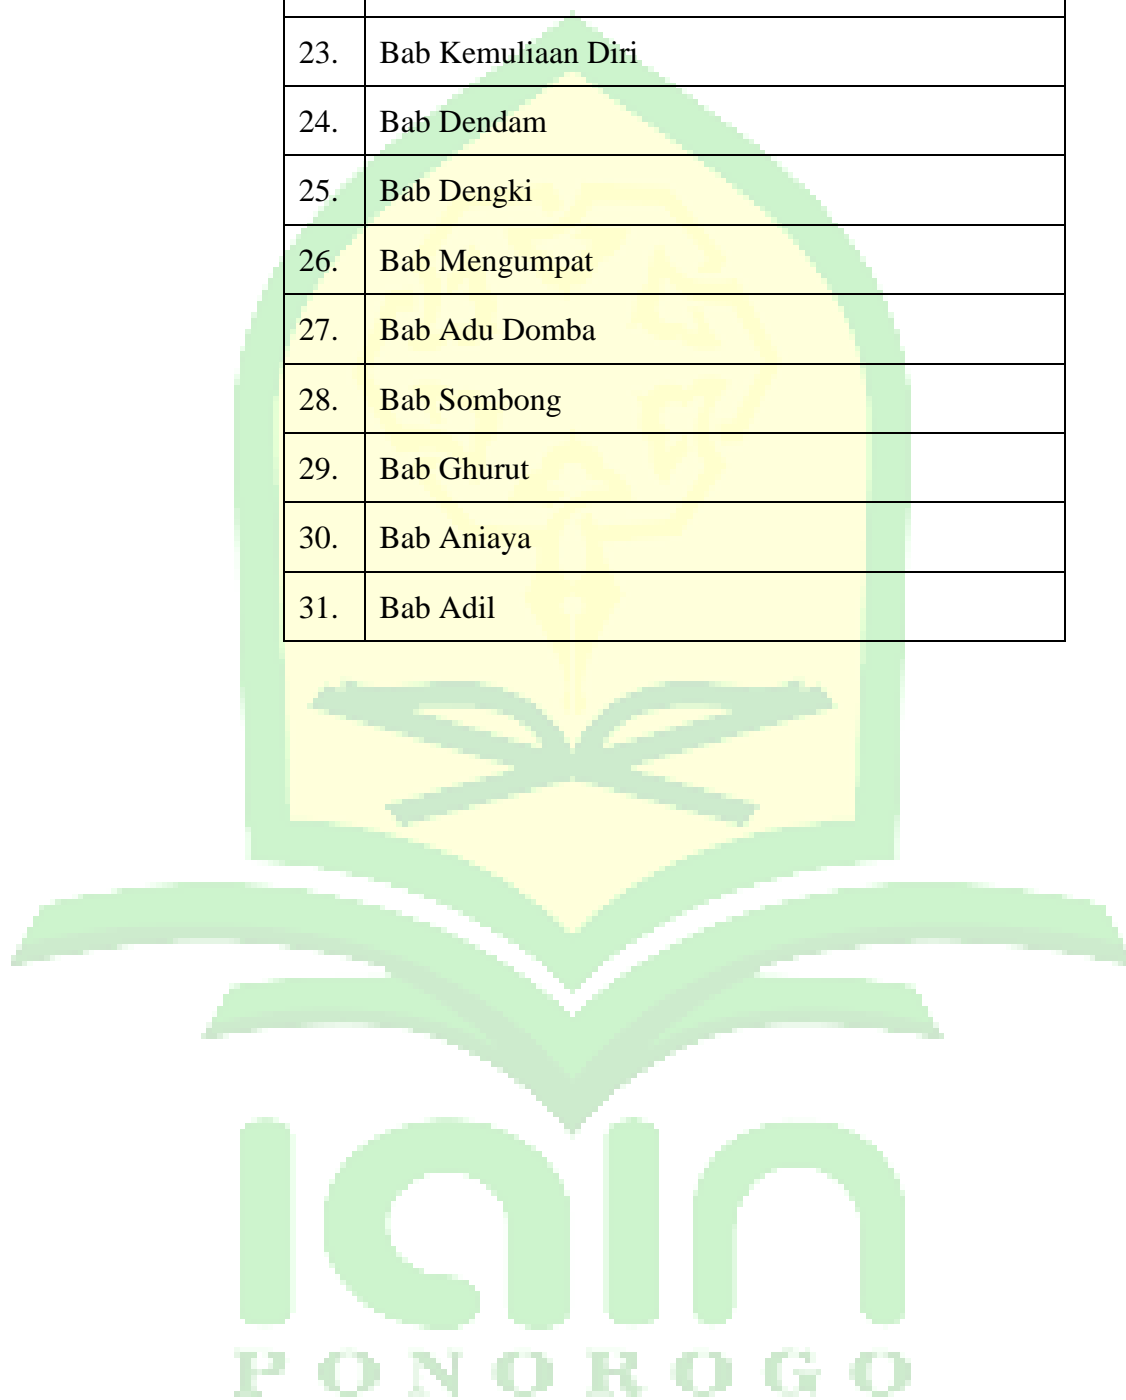 23. Bab Kemuliaan Diri
24. Bab Dendam
25. Bab Dengki
26. Bab Mengumpat
27. Bab Adu Domba
28. Bab Sombong
29. Bab Ghurut
30. Bab Aniaya
31. Bab Adil
iain
PONOROGO